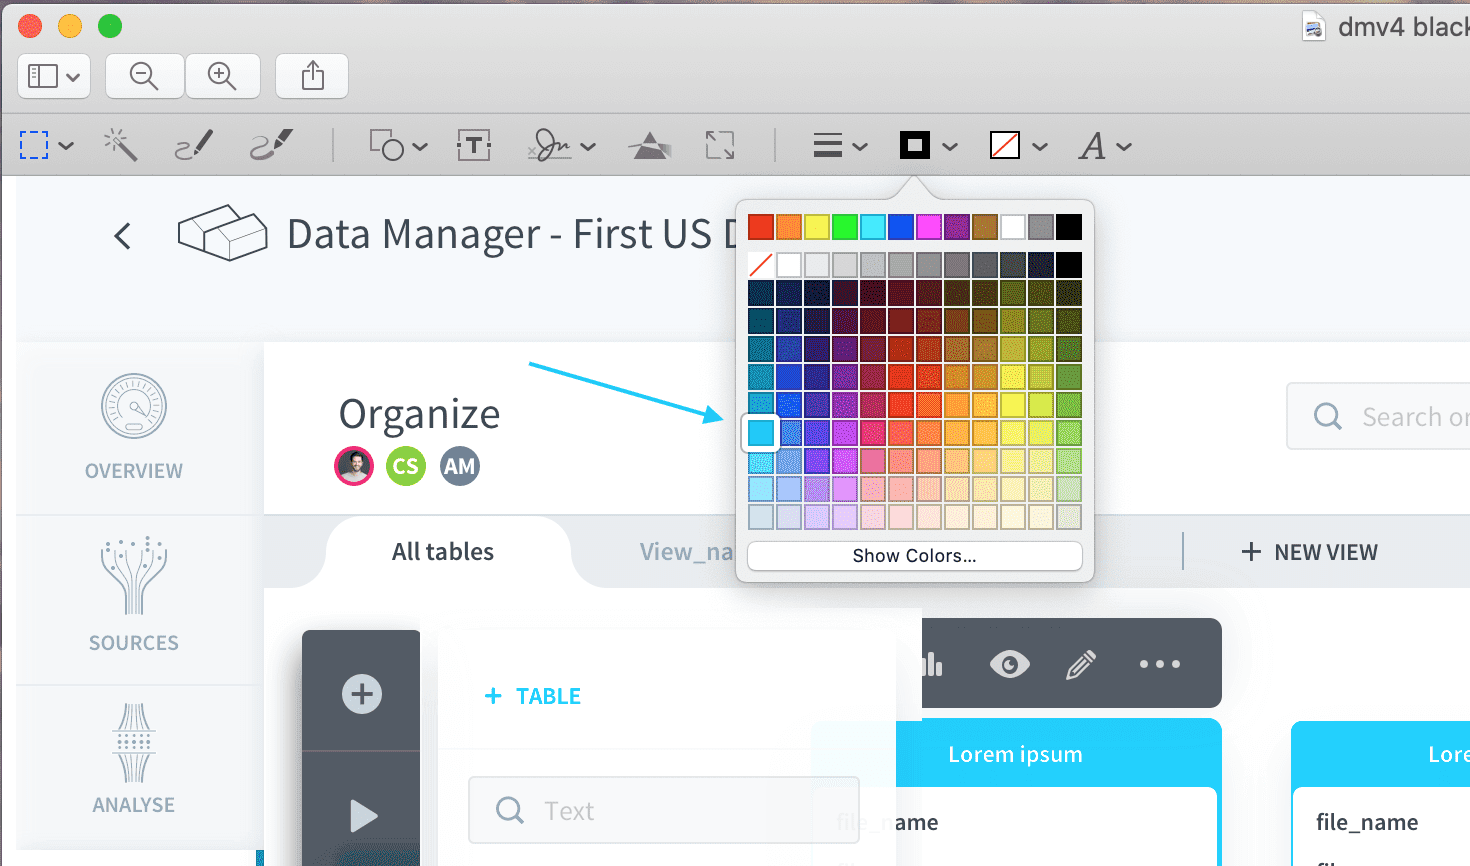 dmv4 black
T
A
Data Manager - First US D
Organize
CS
AM
Search or
OVERVIEW
All tables
View_na
+ NEW VIEW
Show Colors...
SOURCES
+ TABLE
Lorem ipsum
Lore
ANALYSE
Text
file_name
file_name